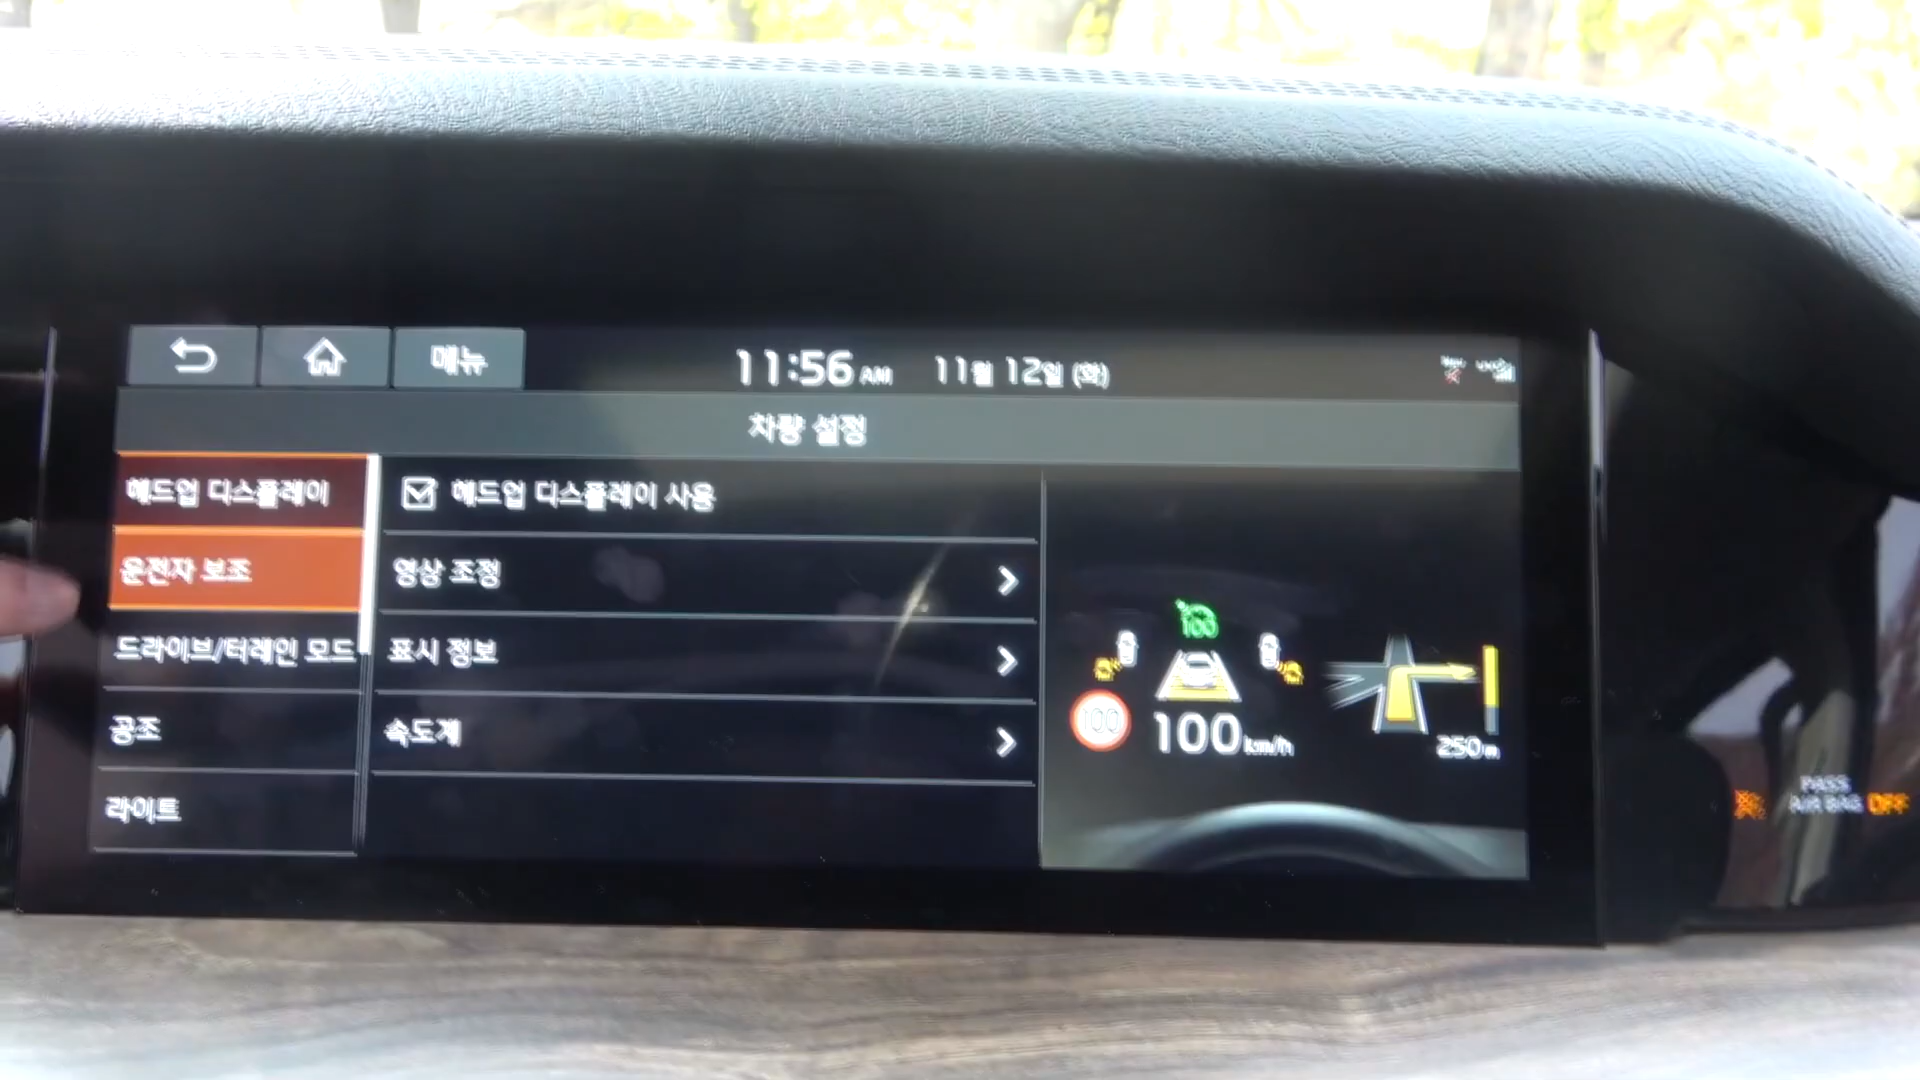 메뉴
11:56 AM 11월 12일 (화)
차량 설정
헤드업 디스플레이
운전자 보조
드라이브/터레인 모드
공조
라이트
헤드업 디스플레이 사용
영상 조정
표시 정보
속도계
100
100
100 km/h
250m
PASS
AIR BAG OFF